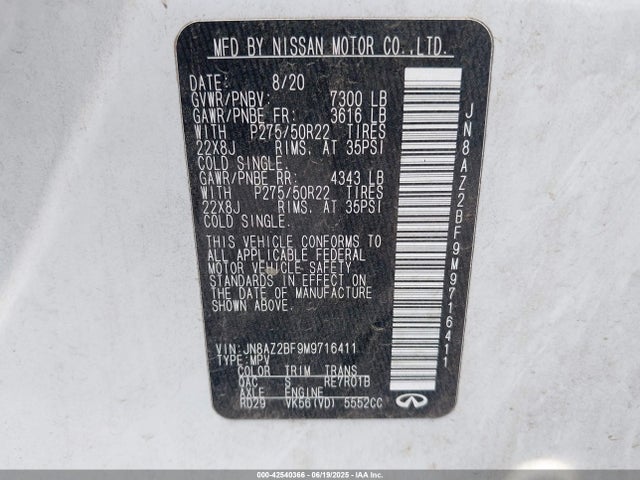 MFD BY NISSAN MOTOR CO.,LTD.
DATE: 8/20
GVWR/PNBV: 7300 LB
GAWR/PNBE FR: 3616 LB
WITH P275/50R22 TIRES
22X8J RIMS. AT 35PSI
COLD SINGLE.
GAWR/PNBE RR: 4343 LB
WITH P275/50R22 TIRES
22X8J RIMS. AT 35PSI
COLD SINGLE.
THIS VEHICLE CONFORMS TO
ALL APPLICABLE FEDERAL
MOTOR VEHICLE SAFETY
STANDARDS IN EFFECT ON
THE DATE OF MANUFACTURE
SHOWN ABOVE.
VIN:JN8AZ2BF9M9716411
TYPE:MPV
COLOR TRIM TRANS
QAC S RE7R01B
AXLE ENGINE
RD29 VK56(VD) 5552CC
JN8AZ2BF9M9716411
INFINITI
00-42540366 - 06/19/2025 - IAA Inc.